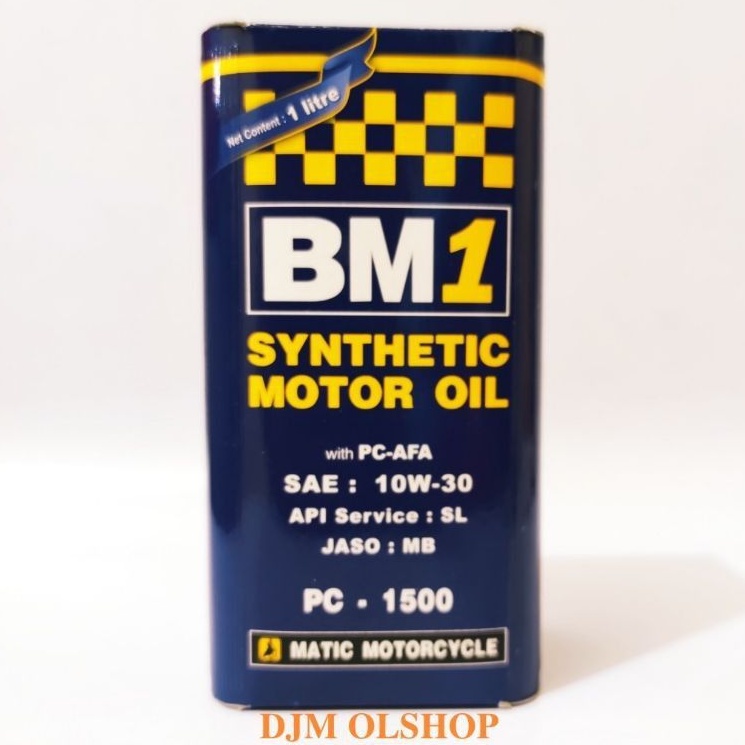 Net Content : 1 litre
BM1
SYNTHETIC
MOTOR OIL
with PC-AFA
SAE : 10W-30
API Service : SL
JASO : MB
PC - 1500
MATIC MOTORCYCLE
DJM OLSHOP